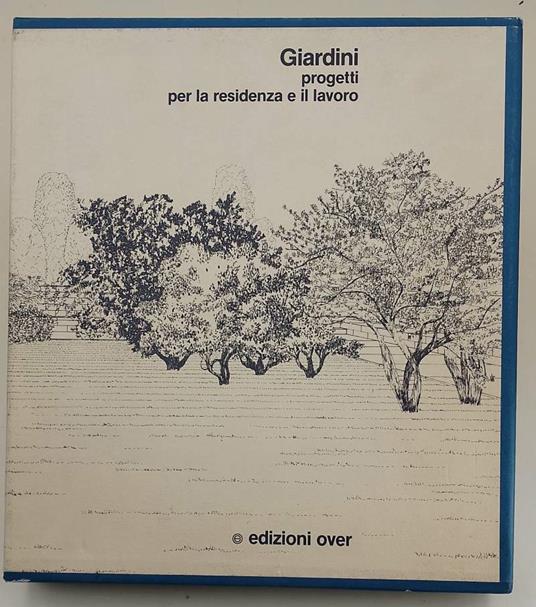 Giardini
progetti
per la residenza e il lavoro
edizioni over